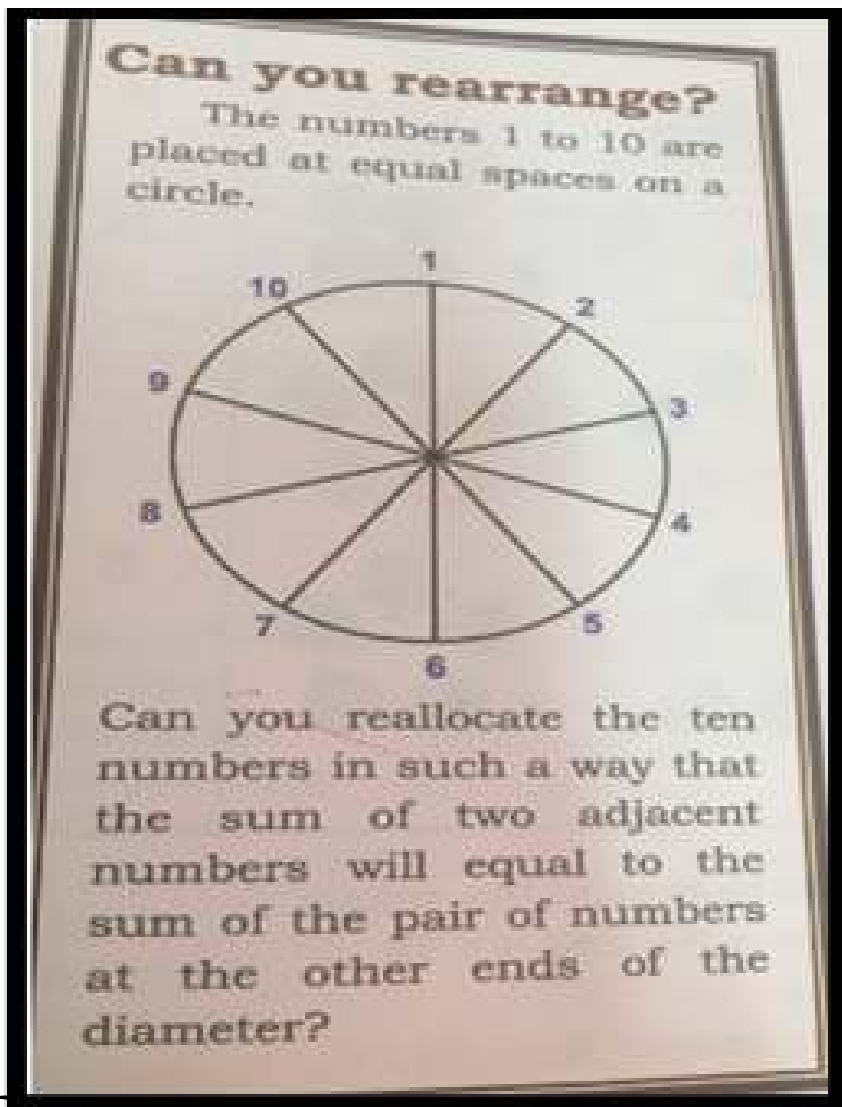 Can you rearrange?
The numbers 1 to 10 are
placed at equal spaces on a
circle.
1
10
2
9
3
8
4
7
5
6
Can you reallocate the ten
numbers in such a way that
the sum of two adjacent
numbers will equal to the
sum of the pair of numbers
at the other ends of the
diameter?